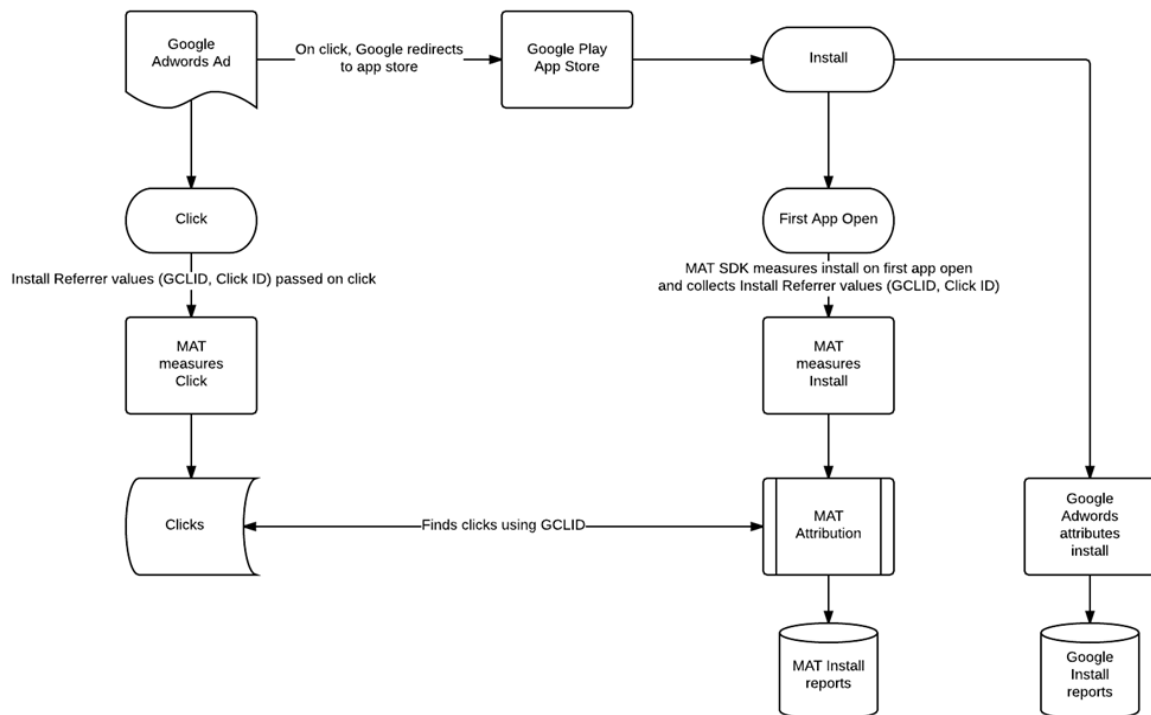 Google
Adwords Ad
On click, Google redirects
to app store
Google Play
App Store
Install
Click
First App Open
Install Referrer values (GCLID, Click ID) passed on click
MAT SDK measures install on first app open
and collects Install Referrer values (GCLID, Click ID)
MAT
measures
Click
MAT
measures
Install
Clicks
Finds clicks using GCLID
MAT
Attribution
Google
Adwords
attributes
install
MAT Install
reports
Google
Install
reports